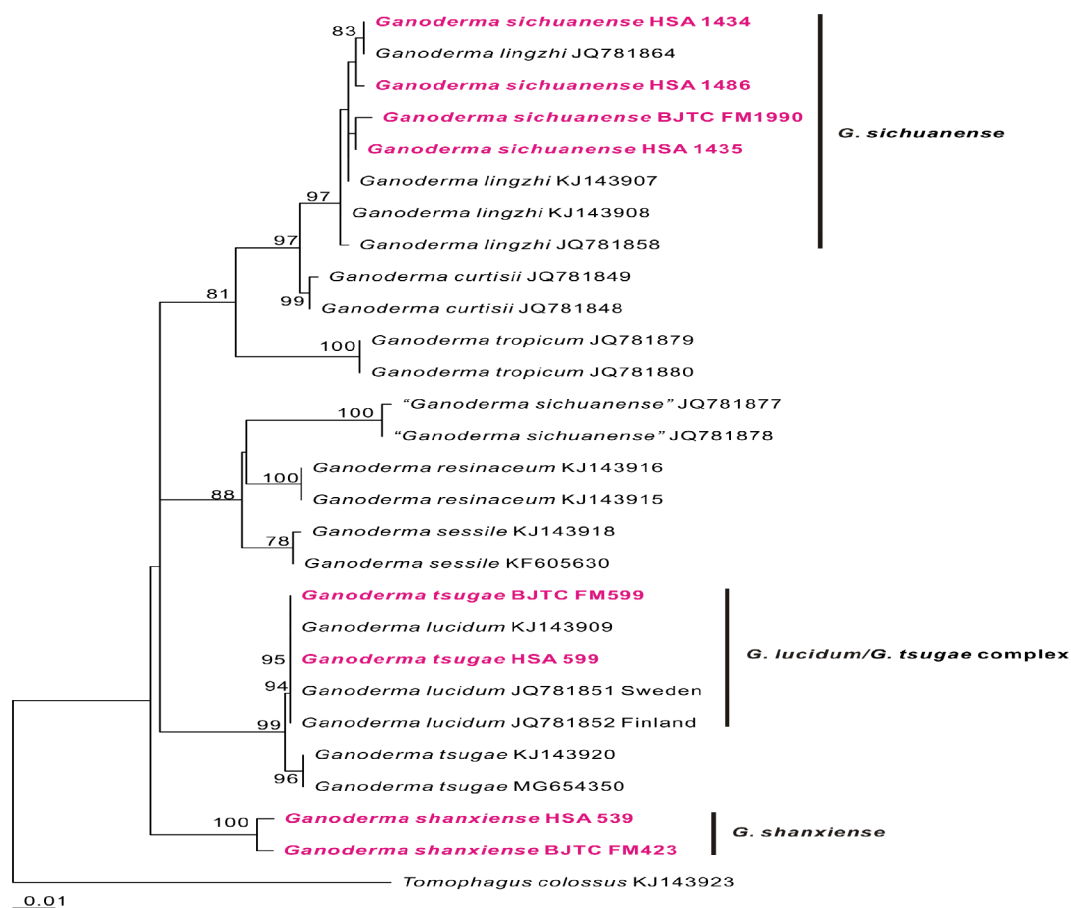 Ganoderma sichuanense HSA 1434
83
Ganoderma lingzhi JQ781864
Ganoderma sichuanense HSA 1486
Ganoderma sichuanense BJTC FM1990
G. sichuanense
Ganoderma sichuanense HSA 1435
Ganoderma lingzhi KJ143907
97
Ganoderma lingzhi KJ143908
97
Ganoderma lingzhi JQ781858
Ganoderma curtisii JQ781849
81
99
Ganoderma curtisii JQ781848
100
Ganoderma tropicum JQ781879
Ganoderma tropicum JQ781880
“Ganoderma sichuanense” JQ781877
100
“Ganoderma sichuanense” JQ781878
Ganoderma resinaceum KJ143916
100
88
Ganoderma resinaceum KJ143915
Ganoderma sessile KJ143918
78
Ganoderma sessile KF605630
Ganoderma tsugae BJTC FM599
Ganoderma lucidum KJ143909
95
Ganoderma tsugae HSA 599
G. lucidum/G. tsugae complex
94
Ganoderma lucidum JQ781851 Sweden
99
Ganoderma lucidum JQ781852 Finland
Ganoderma tsugae KJ143920
96
Ganoderma tsugae MG654350
Ganoderma shanxiense HSA 539
100
G. shanxiense
Ganoderma shanxiense BJTC FM423
Tomophagus colossus KJ143923
0.01